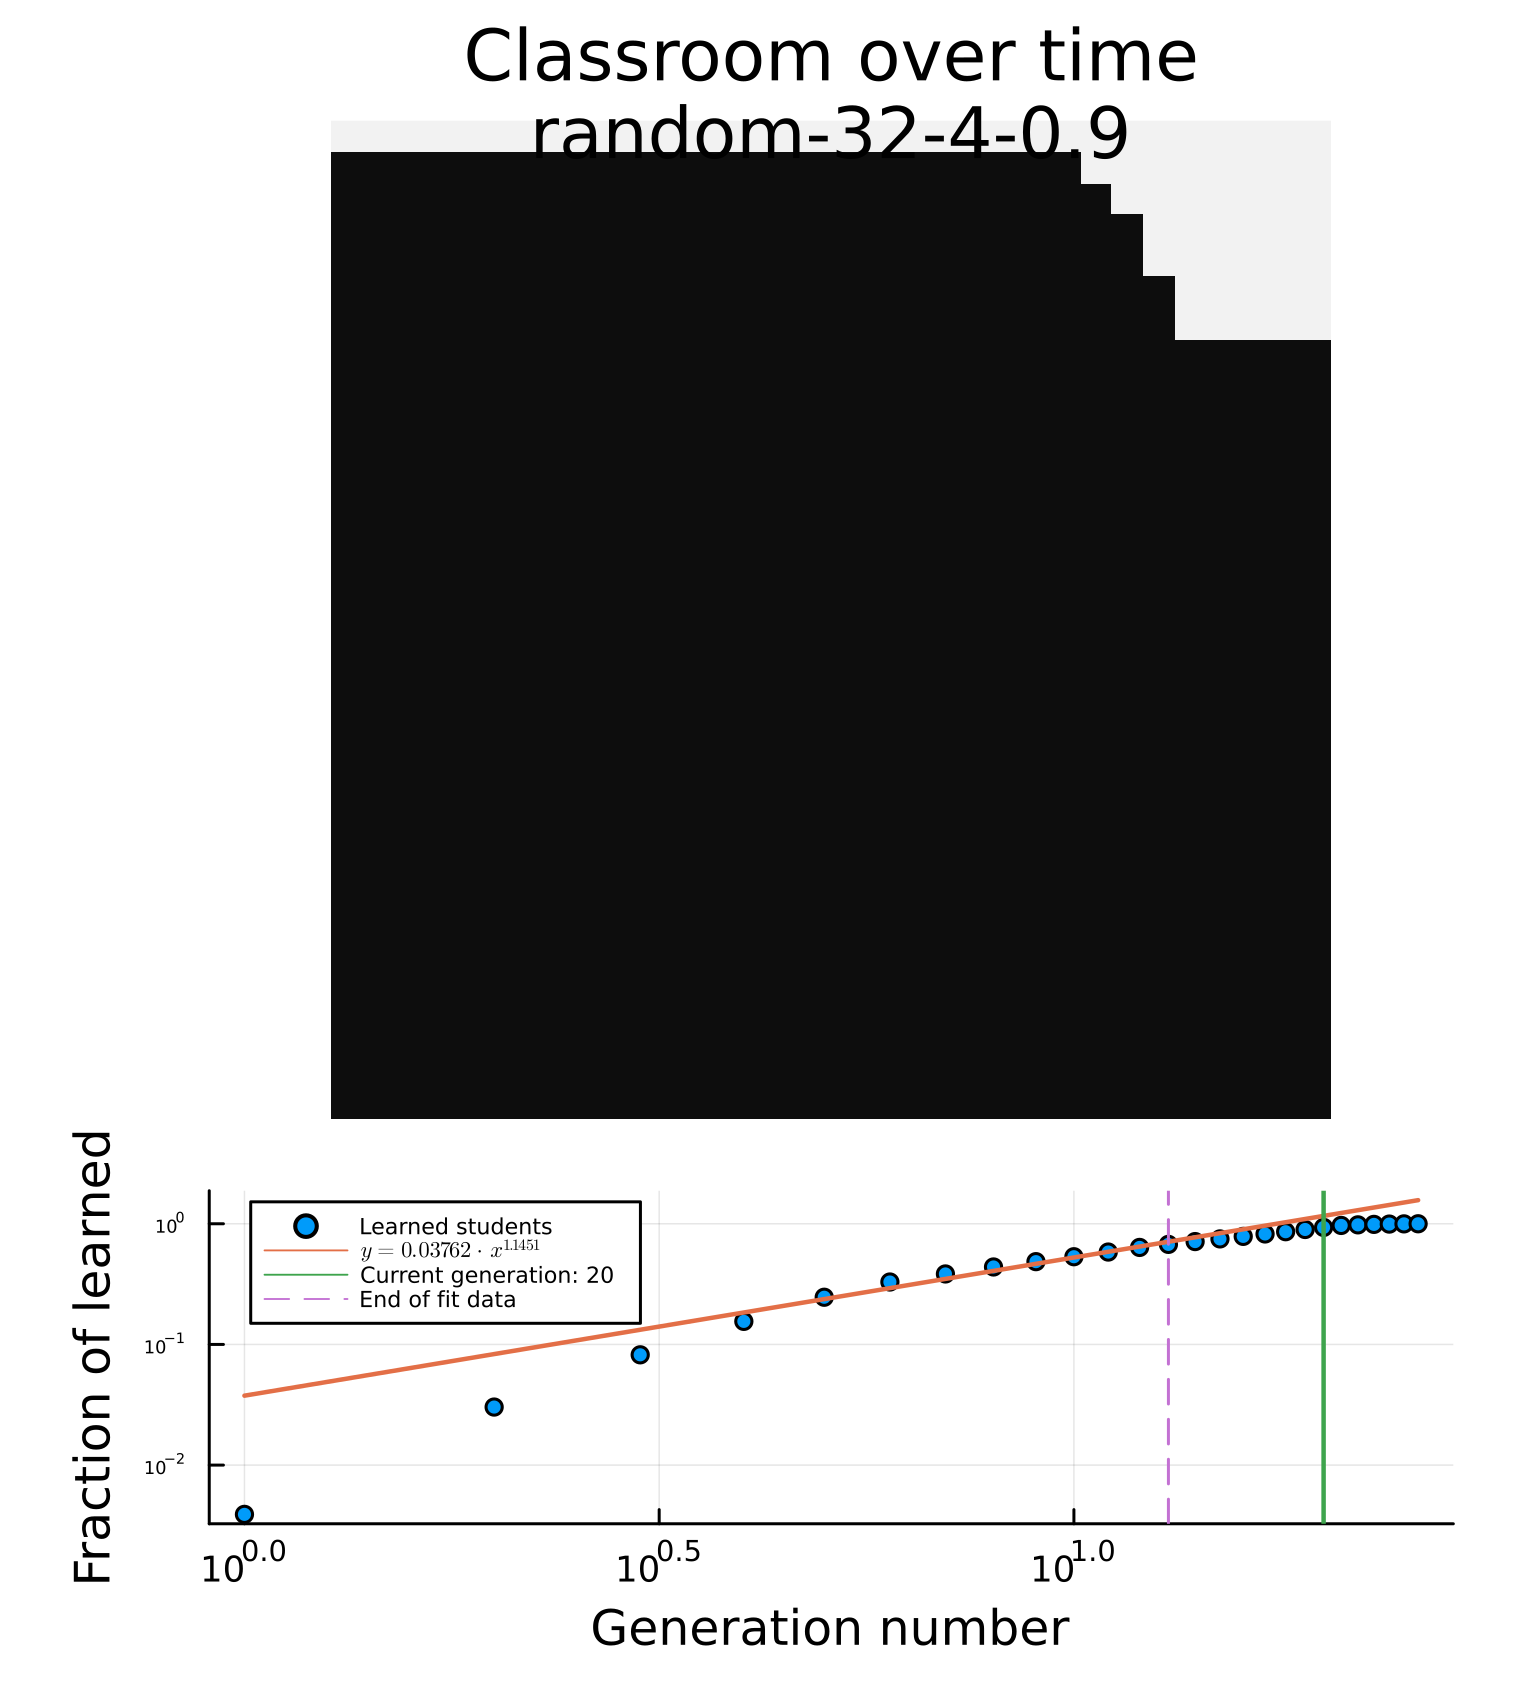 Classroom over time
random-32-4-0.9
Fraction of learned
10^0
10^−1
10^−2
Learned students
y = 0.03762 · x^1.1451
Current generation: 20
End of fit data
10^0.0
10^0.5
10^1.0
Generation number